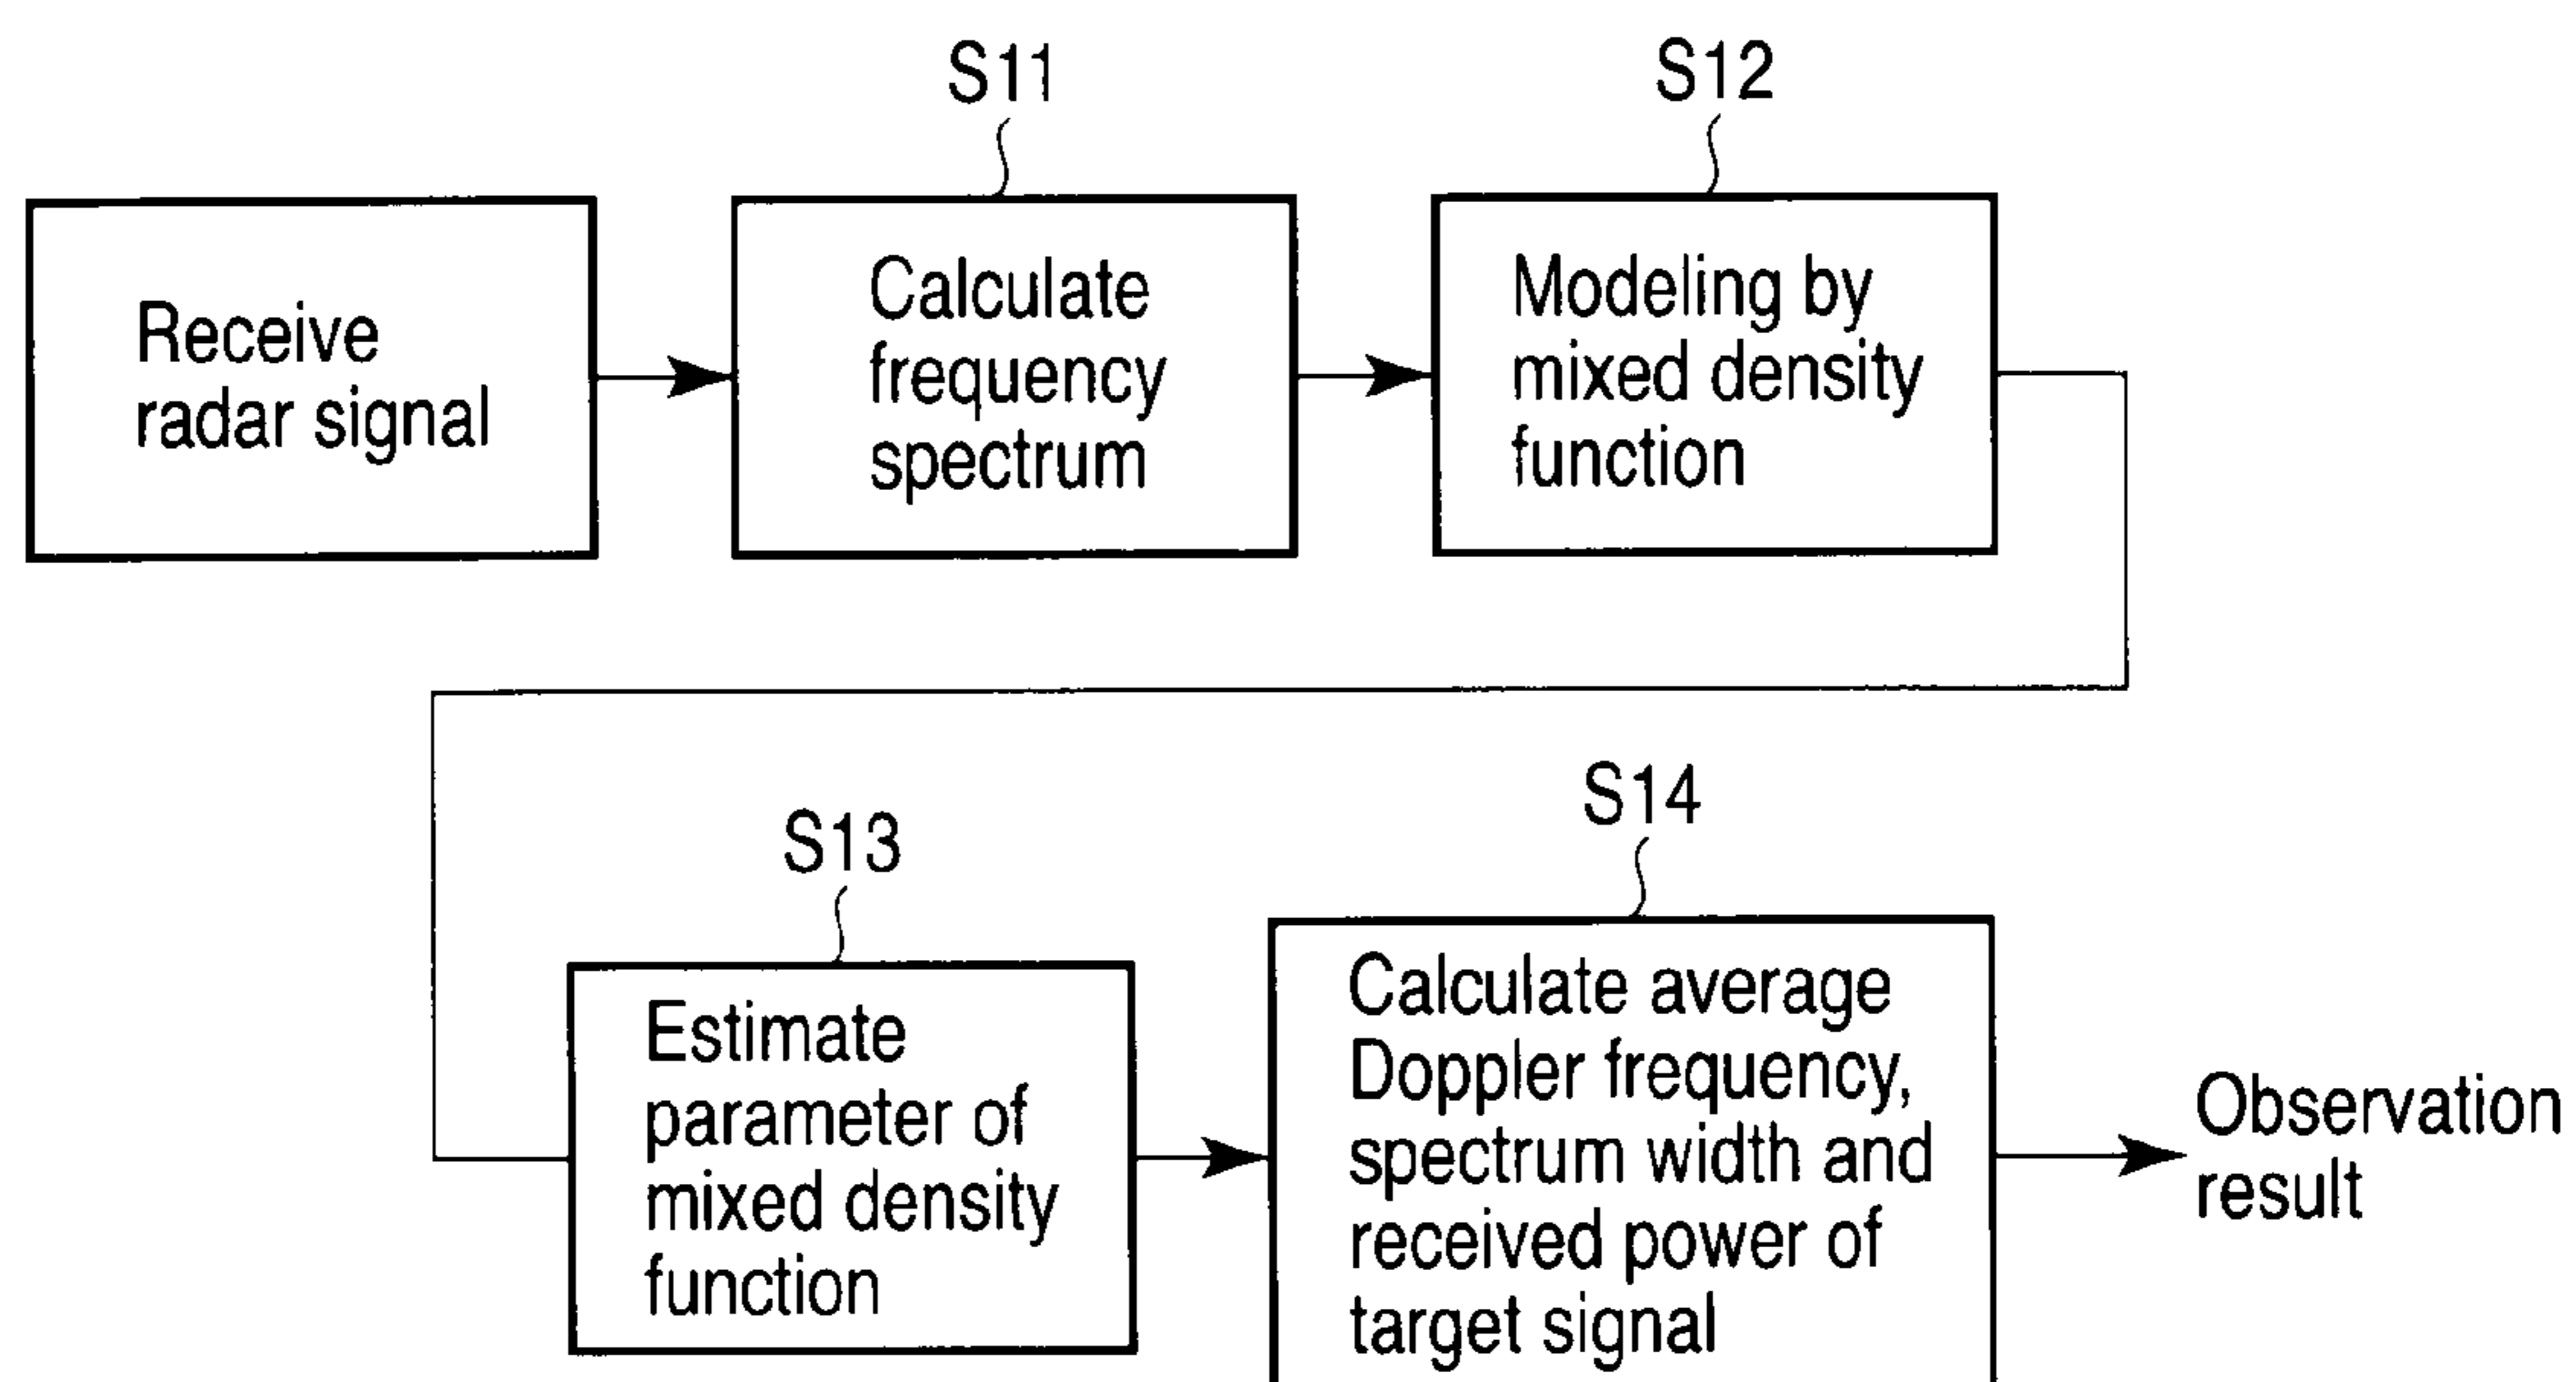 S11
S12
Receive
radar signal
Calculate
frequency
spectrum
Modeling by
mixed density
function
S13
S14
Estimate
parameter of
mixed density
function
Calculate average
Doppler frequency,
spectrum width and
received power of
target signal
Observation
result